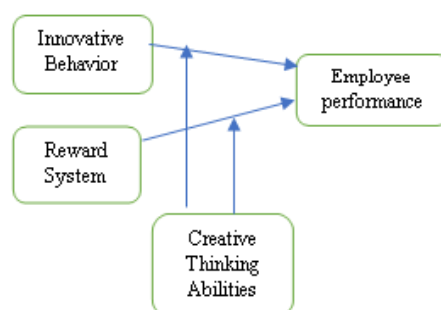 Innovative
Behavior
Employee
performance
Reward
System
Creative
Thinking
Abilities